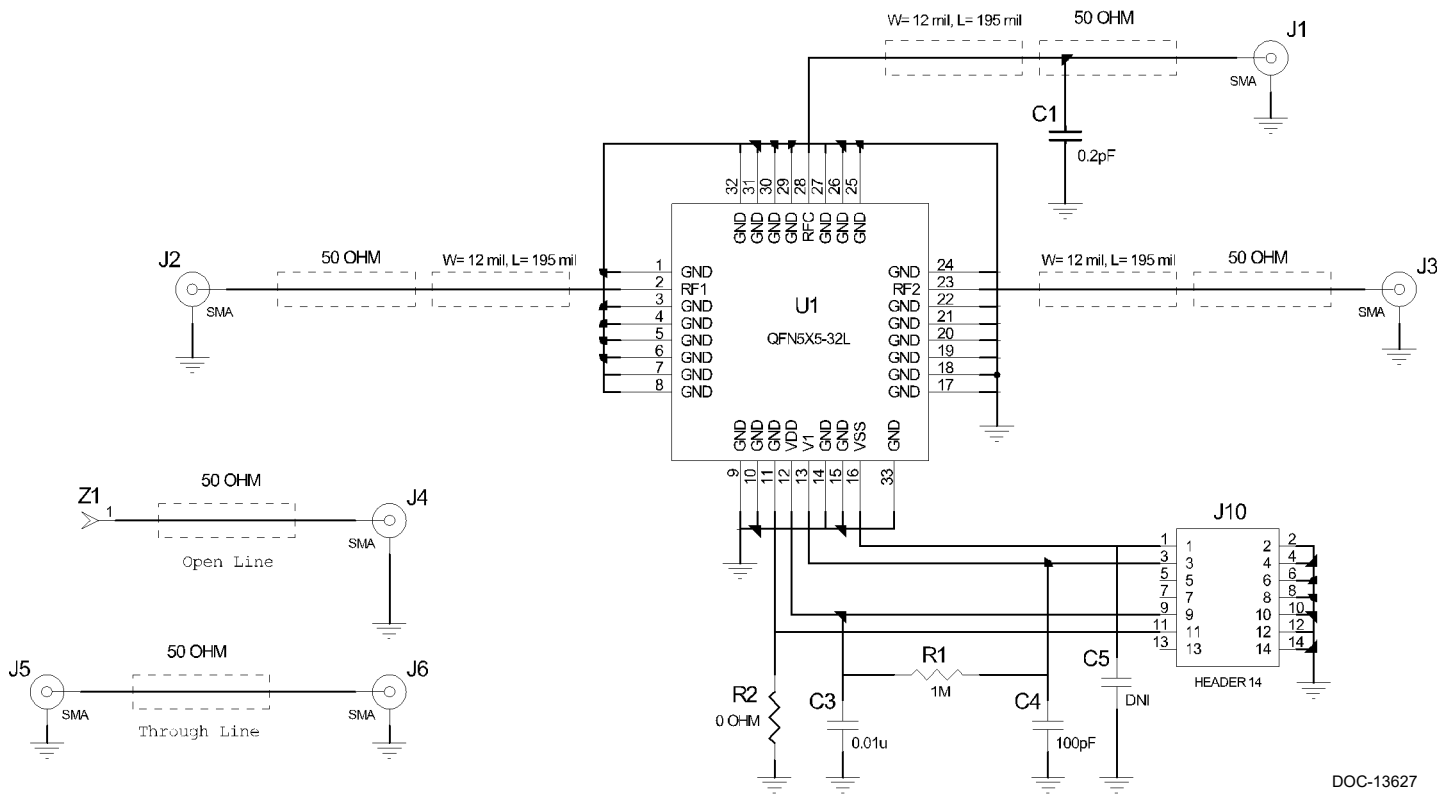 W= 12 mil, L= 195 mil
50 OHM
J1
SMA
C1
0.2pF
32
31
30
29
28
27
26
25
GND
GND
GND
GND
RFC
GND
GND
GND
J2
SMA
50 OHM
W= 12 mil, L= 195 mil
1 GND
2 RF1
3 GND
4 GND
5 GND
6 GND
7 GND
8 GND
U1
QFN5X5-32L
GND 24
RF2 23
GND 22
GND 21
GND 20
GND 19
GND 18
GND 17
W= 12 mil, L= 195 mil
50 OHM
J3
SMA
GND
GND
GND
VDD
V1
GND
GND
VSS
GND
9
10
11
12
13
14
15
16
33
Z1
1
50 OHM
J4
SMA
Open Line
J5
SMA
50 OHM
J6
SMA
Through Line
J10
1 1 2 2
3 3 4 4
5 5 6 6
7 7 8 8
9 9 10 10
11 11 12 12
13 13 14 14
HEADER 14
R2
0 OHM
C3
0.01u
R1
1M
C4
100pF
C5
DNI
DOC-13627